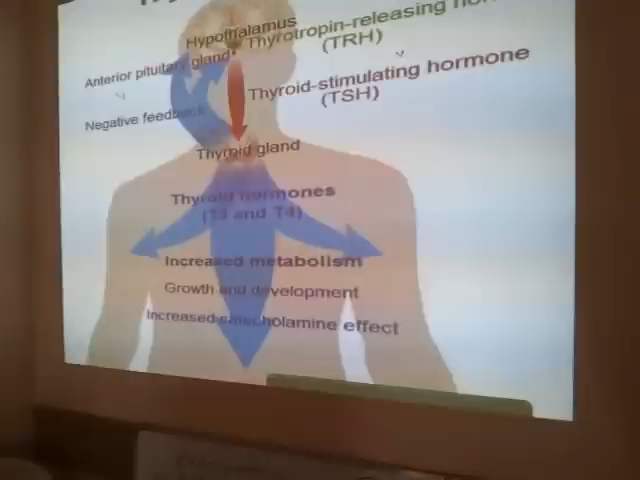 Hypothalamus
Thyrotropin-releasing
(TRH)
Anterior pituitary gland
Thyroid-stimulating hormone
(TSH)
Negative feedback
Thyroid gland
Thyroid hormones
(T3 and T4)
Increased metabolism
Growth and development
Increased catecholamine effect